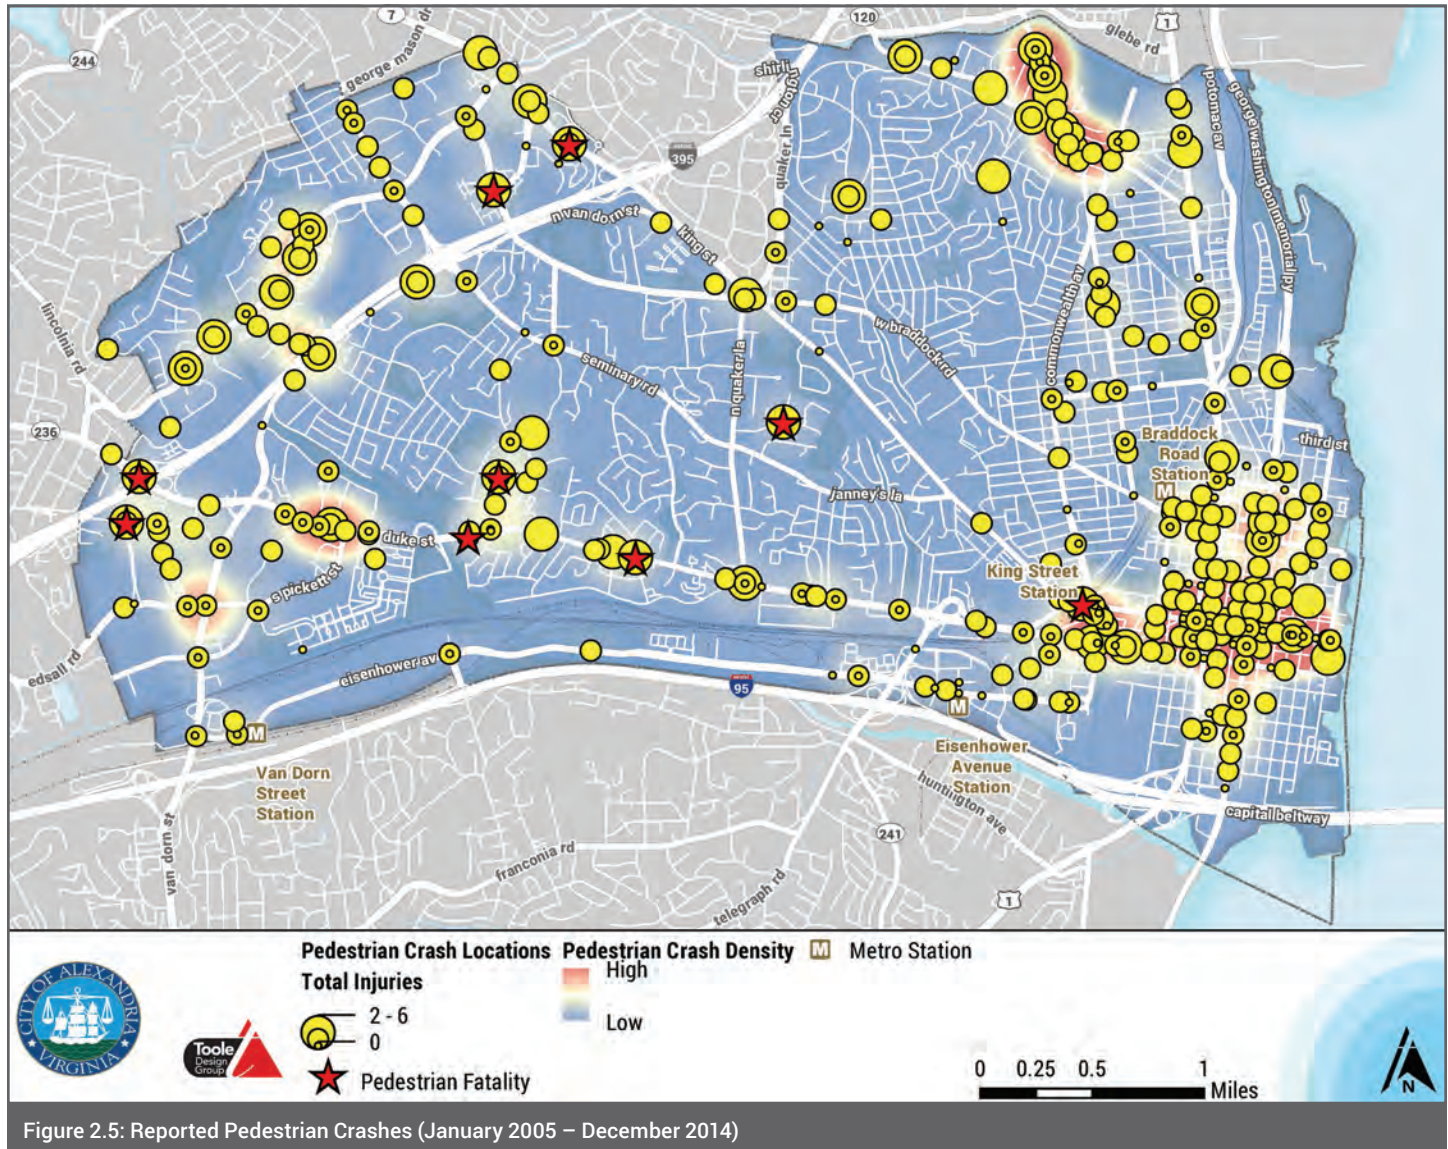 7
120
1
244
george mason dr
glebe rd
shirli
ngton cr
potomac av
george washington memorial py
quaker ln
395
n van dorn st
king st
lincolnia rd
w braddock rd
commonwealth av
seminary rd
n quaker la
236
Braddock
Road
Station
third st
M
janney's la
duke st
King Street
Station
s pickett st
edsall rd
eisenhower av
95
M
M
Eisenhower
Avenue
Station
Van Dorn
Street
Station
huntington ave
capital beltway
van dorn st
241
franconia rd
telegraph rd
1
Pedestrian Crash Locations
Total Injuries
2 - 6
0
Pedestrian Fatality
Pedestrian Crash Density
High
Low
M Metro Station
CITY OF ALEXANDRIA
VIRGINIA
Toole
Design
Group
0 0.25 0.5 1
Miles
N
Figure 2.5: Reported Pedestrian Crashes (January 2005 – December 2014)